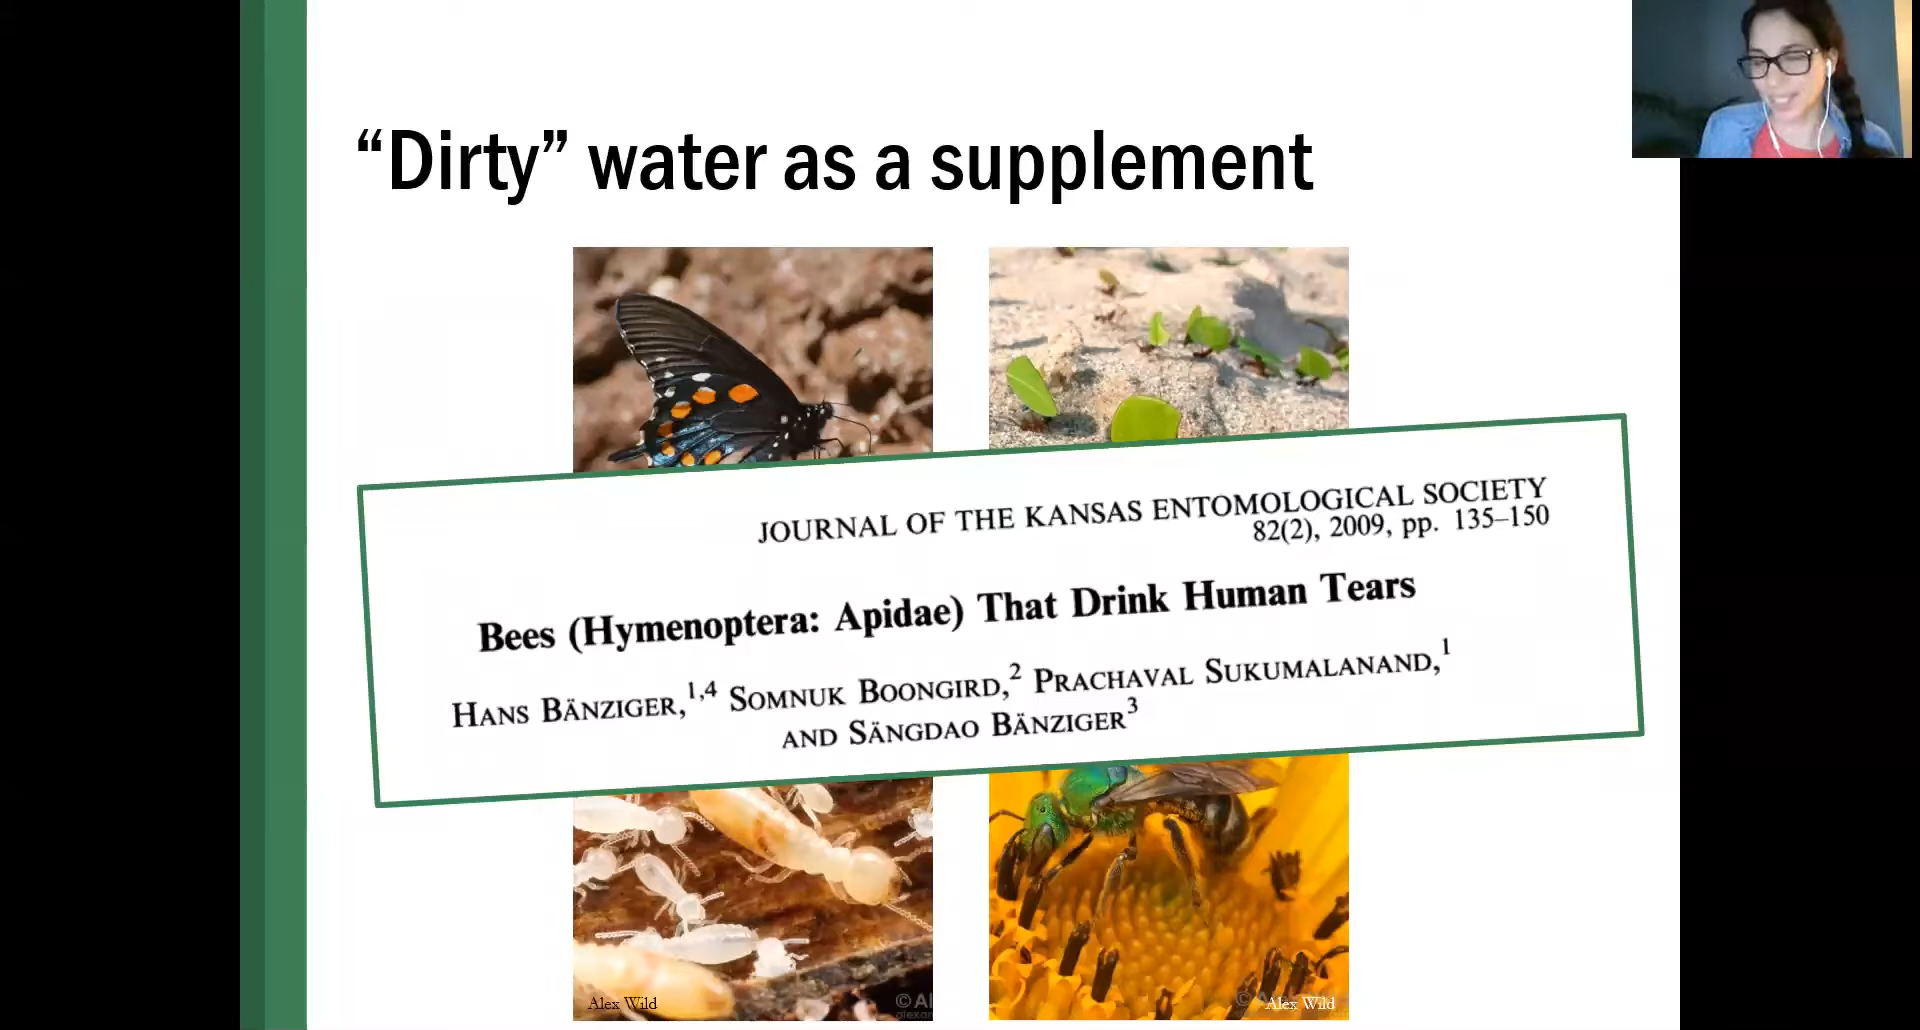 “Dirty” water as a supplement
JOURNAL OF THE KANSAS ENTOMOLOGICAL SOCIETY
82(2), 2009, pp. 135–150
Bees (Hymenoptera: Apidae) That Drink Human Tears
HANS BÄNZIGER,1,4 SOMNUK BOONGIRD,2 PRACHAVAL SUKUMALANAND,1
AND SÄNGDAO BÄNZIGER3
Alex Wild
Alex Wild